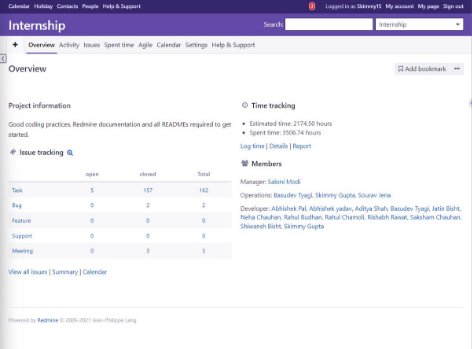 Calendar Holiday Contacts People Help & Support
Logged in as Skimmy15 My account My page Sign out
Internship
Search:
Internship
+ Overview Activity Issues Spent time Agile Calendar Settings Help & Support
Overview
Add bookmark
Project information
Good coding practices, Redmine documentation and all READMEs required to get
started.
Issue tracking
open closed Total
Task 5 157 162
Bug 0 2 2
Feature 0 0 0
Support 0 0 0
Meeting 0 3 3
View all issues | Summary | Calendar
Time tracking
Estimated time: 2174.50 hours
Spent time: 3506.74 hours
Log time | Details | Report
Members
Manager: Saloni Modi
Operations: Basudev Tyagi, Skimmy Gupta, Sourav Jena
Developer: Abhishek Pal, Abhishek yadav, Aditya Shah, Basudev Tyagi, Jatin Bisht,
Neha Chauhan, Rahul Budhan, Rahul Chamoli, Rishabh Rawat, Saksham Chauhan,
Shivansh Bisht, Skimmy Gupta
Powered by Redmine © 2006-2021 Jean-Philippe Lang